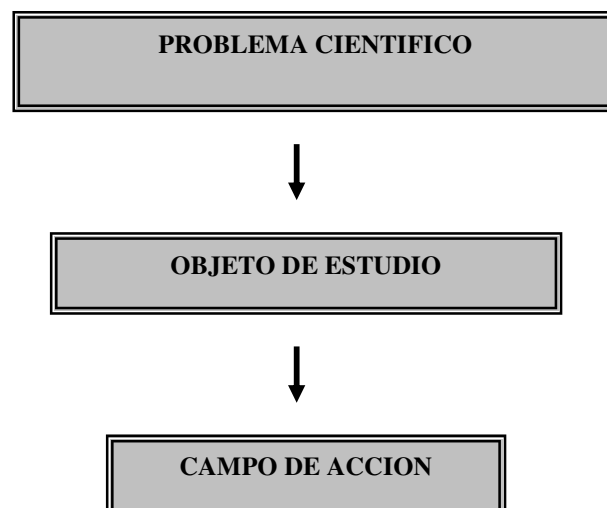 PROBLEMA CIENTIFICO
OBJETO DE ESTUDIO
CAMPO DE ACCION